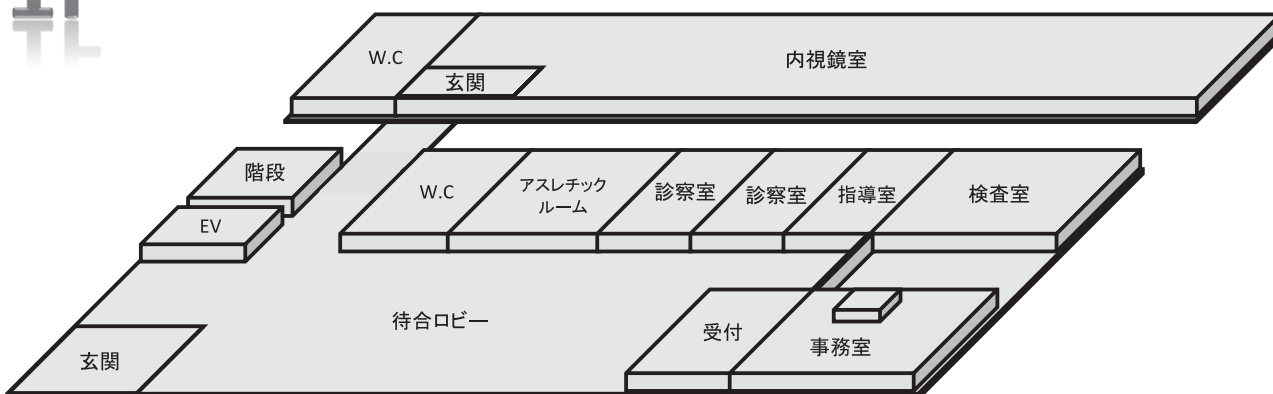 W.C
内視鏡室
玄関
階段
EV
W.C
アスレチック
ルーム
診察室
診察室
指導室
検査室
待合ロビー
受付
事務室
玄関